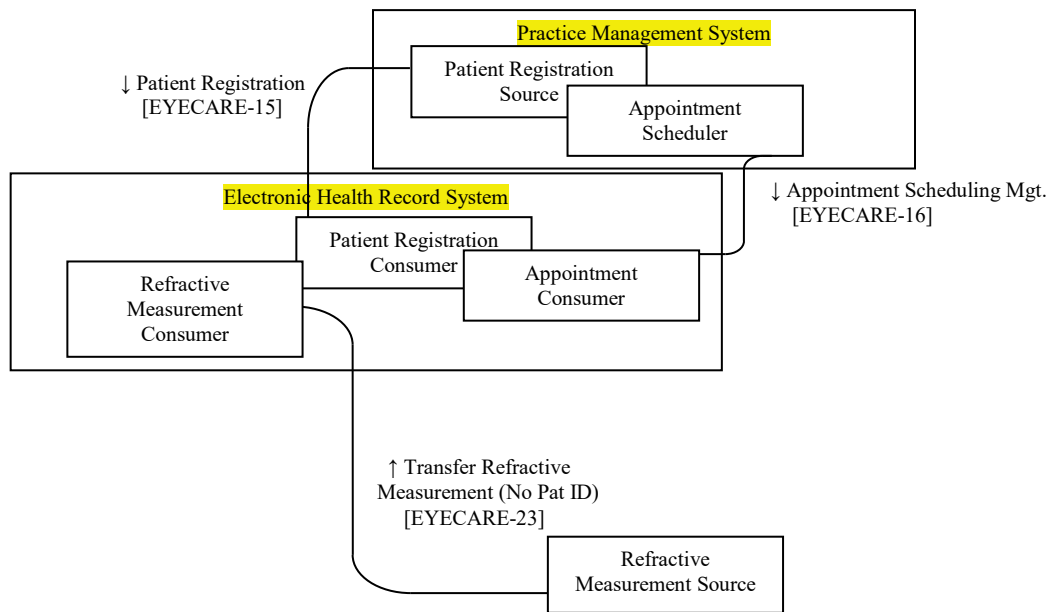 Practice Management System
Patient Registration
Source
Appointment
Scheduler
↓ Patient Registration
[EYECARE-15]
↓ Appointment Scheduling Mgt.
[EYECARE-16]
Electronic Health Record System
Patient Registration
Consumer
Appointment
Consumer
Refractive
Measurement
Consumer
↑ Transfer Refractive
Measurement (No Pat ID)
[EYECARE-23]
Refractive
Measurement Source